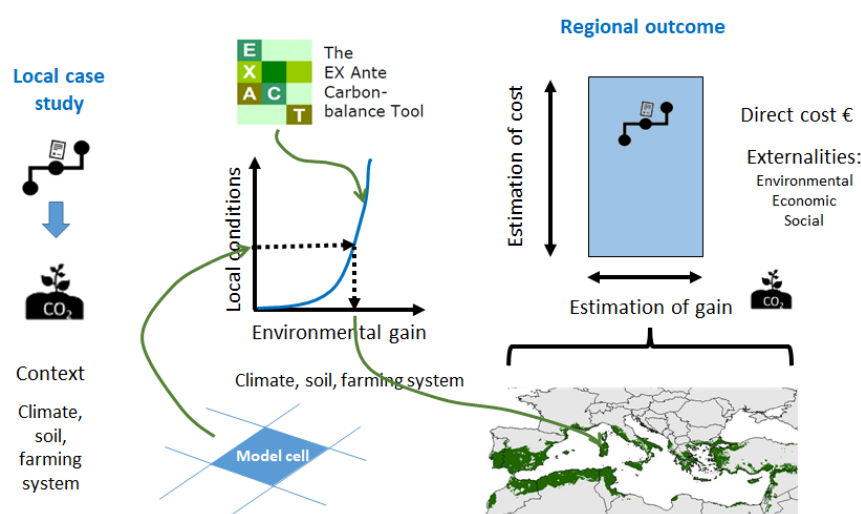 Local case
study
CO₂
Context
Climate,
soil,
farming
system
E
X A
A C
T
The
EX Ante
Carbon-
balance Tool
Local conditions
Environmental gain
Climate, soil, farming system
Model cell
Regional outcome
Estimation of cost
Direct cost €
Externalities:
Environmental
Economic
Social
Estimation of gain
CO₂